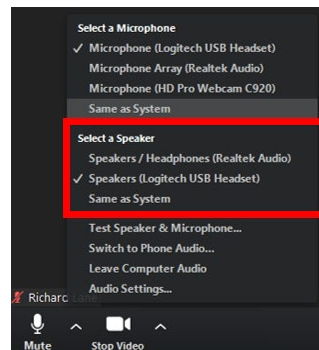 Select a Microphone
✓ Microphone (Logitech USB Headset)
Microphone Array (Realtek Audio)
Microphone (HD Pro Webcam C920)
Same as System
Select a Speaker
Speakers / Headphones (Realtek Audio)
✓ Speakers (Logitech USB Headset)
Same as System
Test Speaker & Microphone...
Switch to Phone Audio...
Leave Computer Audio
Audio Settings...
Richard Lane
Mute Stop Video